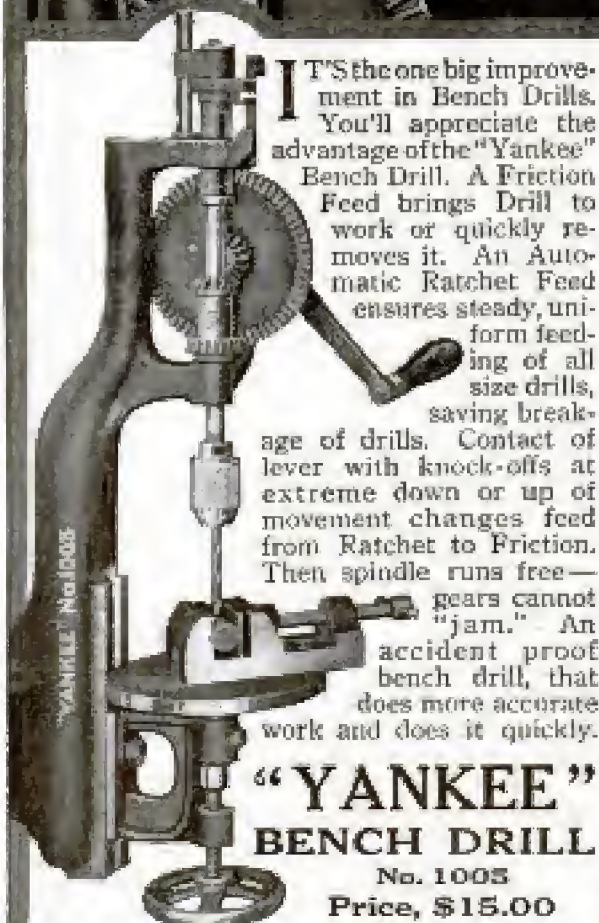 IT'S the one big improve-
ment in Bench Drills.
You'll appreciate the
advantage of the "Yankee"
Bench Drill. A Friction
Feed brings Drill to
work or quickly re-
moves it. An Auto-
matic Ratchet Feed
ensures steady, uni-
form feed-
ing of all
size drills,
saving break-
age of drills. Contact of
lever with knock-offs at
extreme down or up of
movement changes feed
from Ratchet to Friction.
Then spindle runs free—
gears cannot
"jam." An
accident proof
bench drill, that
does more accurate
work and does it quickly.
"YANKEE" No.1005
"YANKEE"
BENCH DRILL
No. 1005
Price, $15.00